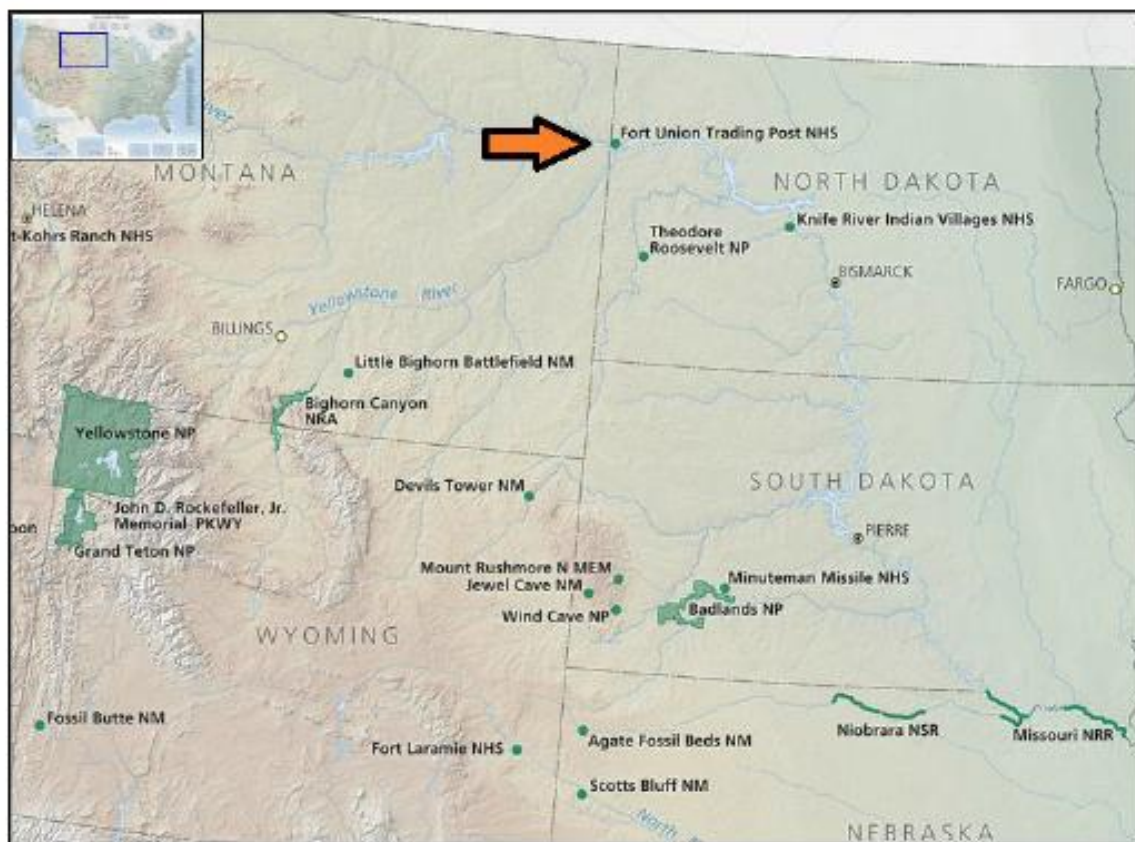 River
MONTANA
Fort Union Trading Post NHS
NORTH DAKOTA
HELENA
t-Kohrs Ranch NHS
Knife River Indian Villages NHS
Theodore
Roosevelt NP
BISMARCK
FARGO
Yellowstone River
BILLINGS
Little Bighorn Battlefield NM
Bighorn Canyon
NRA
Yellowstone NP
Devils Tower NM
SOUTH DAKOTA
John D. Rockefeller, Jr.
Memorial PKWY
oon
Grand Teton NP
PIERRE
Mount Rushmore N MEM
Jewel Cave NM
Minuteman Missile NHS
Wind Cave NP
Badlands NP
WYOMING
Fossil Butte NM
Fort Laramie NHS
Agate Fossil Beds NM
Niobrara NSR
Missouri NRR
Scotts Bluff NM
North
NEBRASKA